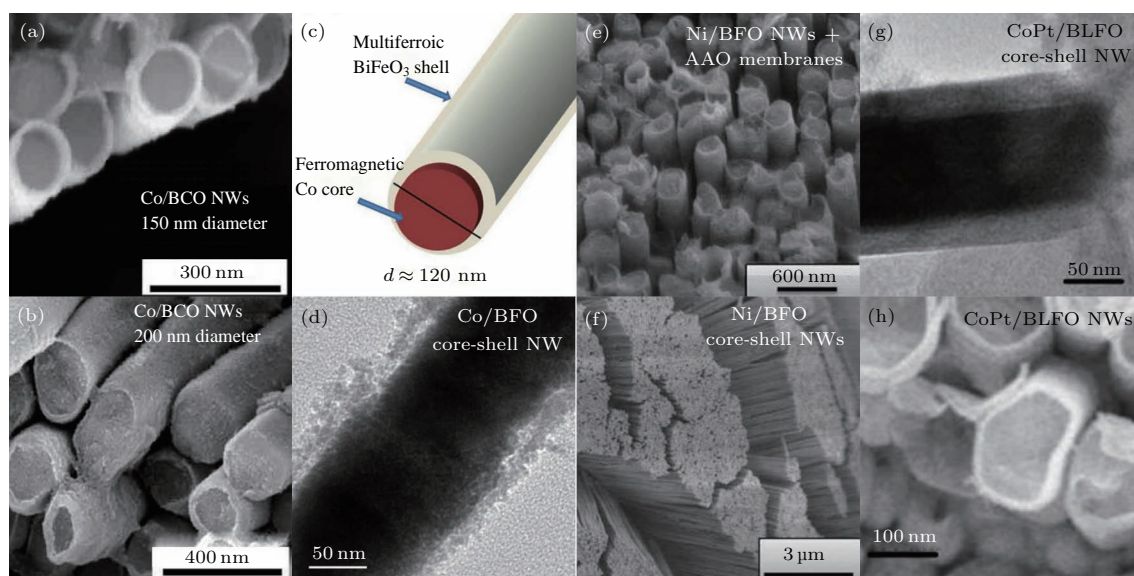 (a)
Co/BCO NWs
150 nm diameter
300 nm
(b)
Co/BCO NWs
200 nm diameter
400 nm
(c)
Multiferroic
BiFeO₃ shell
Ferromagnetic
Co core
d ≈ 120 nm
(d)
Co/BFO
core-shell NW
50 nm
(e)
Ni/BFO NWs +
AAO membranes
600 nm
(f)
Ni/BFO
core-shell NWs
3 µm
(g)
CoPt/BLFO
core-shell NW
50 nm
(h)
CoPt/BLFO NWs
100 nm